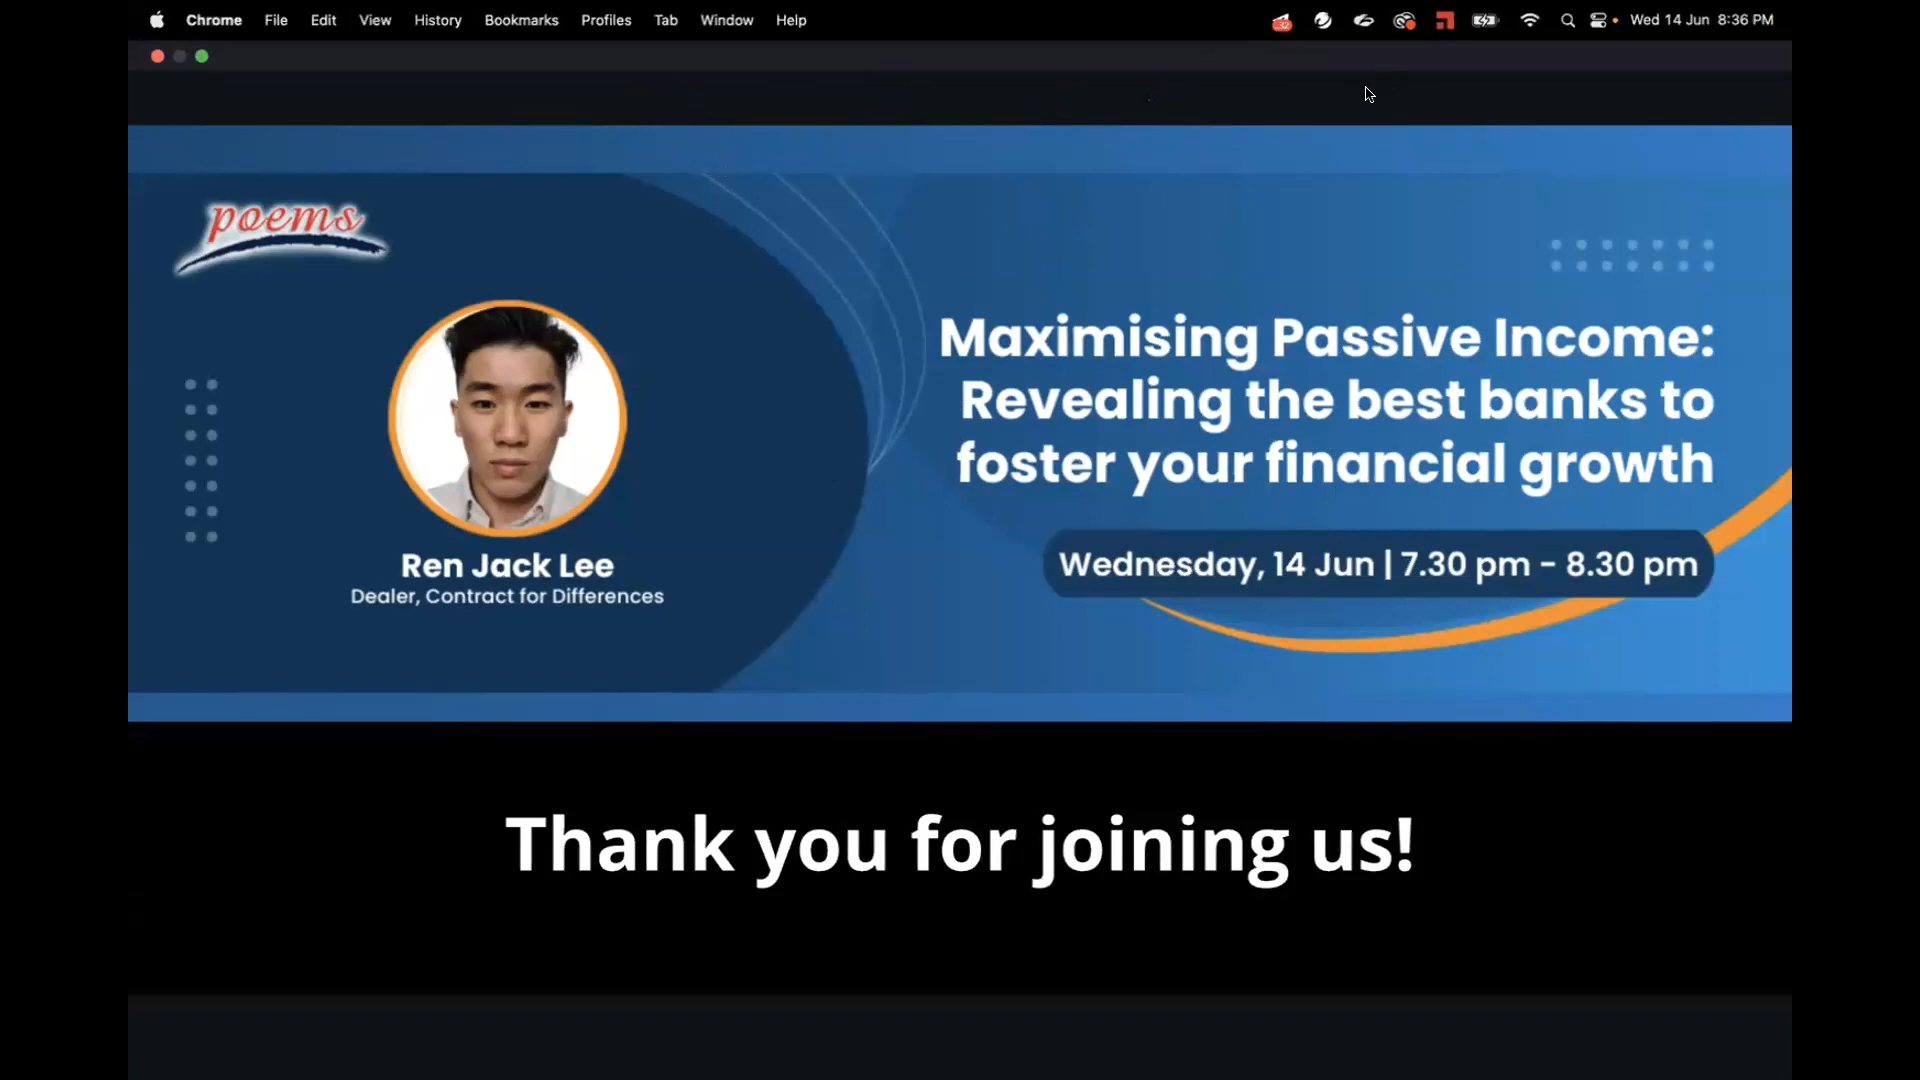 Chrome File Edit View History Bookmarks Profiles Tab Window Help Wed 14 Jun 8:36 PM
poems
Maximising Passive Income:
Revealing the best banks to
foster your financial growth
Wednesday, 14 Jun | 7.30 pm - 8.30 pm
Ren Jack Lee
Dealer, Contract for Differences
Thank you for joining us!